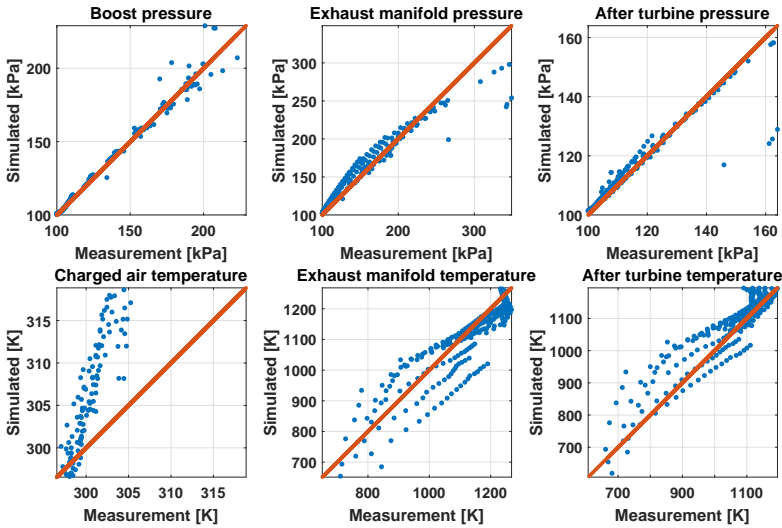 Boost pressure
Exhaust manifold pressure
After turbine pressure
Simulated [kPa]
200
150
100
100
150
200
Measurement [kPa]
Simulated [kPa]
350
300
250
200
150
100
100
200
300
Measurement [kPa]
Simulated [kPa]
160
140
120
100
100
120
140
160
Measurement [kPa]
Charged air temperature
Exhaust manifold temperature
After turbine temperature
Simulated [K]
315
310
305
300
300
305
310
315
Measurement [K]
Simulated [K]
1200
1100
1000
900
800
700
800
1000
1200
Measurement [K]
Simulated [K]
1100
1000
900
800
700
700
900
1100
Measurement [K]